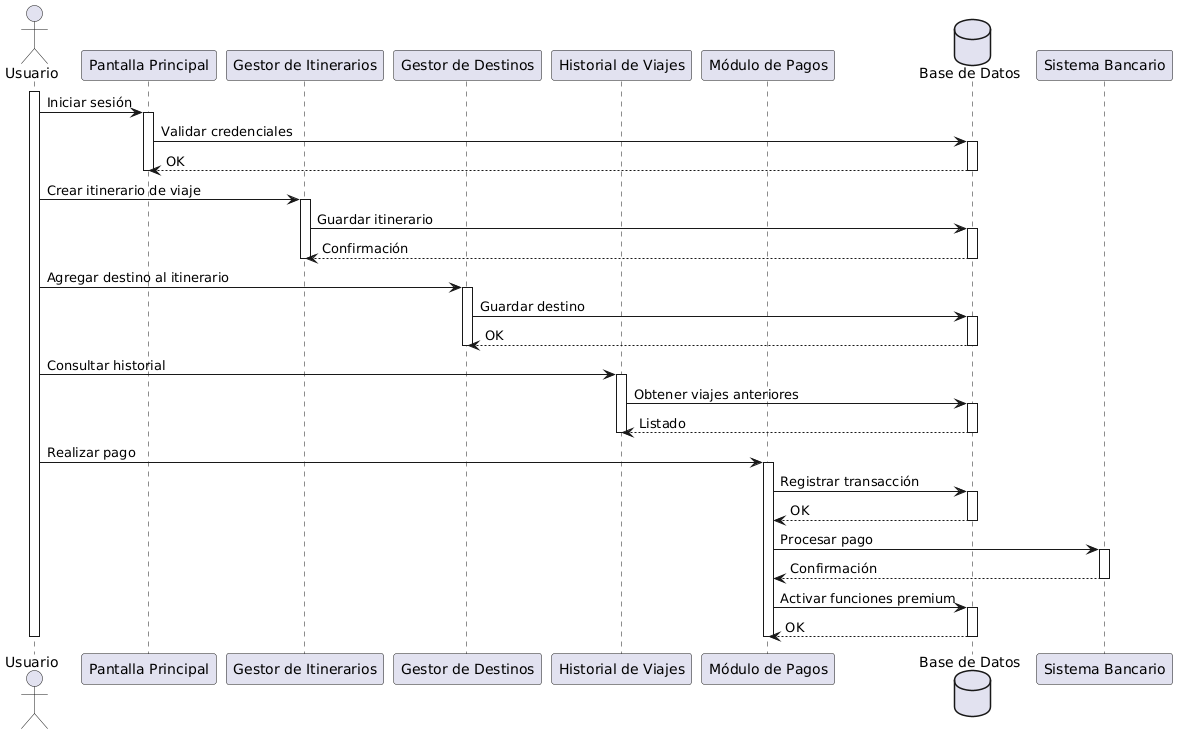 Usuario
Pantalla Principal
Gestor de Itinerarios
Gestor de Destinos
Historial de Viajes
Módulo de Pagos
Base de Datos
Sistema Bancario
Iniciar sesión
Validar credenciales
OK
Crear itinerario de viaje
Guardar itinerario
Confirmación
Agregar destino al itinerario
Guardar destino
OK
Consultar historial
Obtener viajes anteriores
Listado
Realizar pago
Registrar transacción
OK
Procesar pago
Confirmación
Activar funciones premium
OK
Usuario
Pantalla Principal
Gestor de Itinerarios
Gestor de Destinos
Historial de Viajes
Módulo de Pagos
Base de Datos
Sistema Bancario